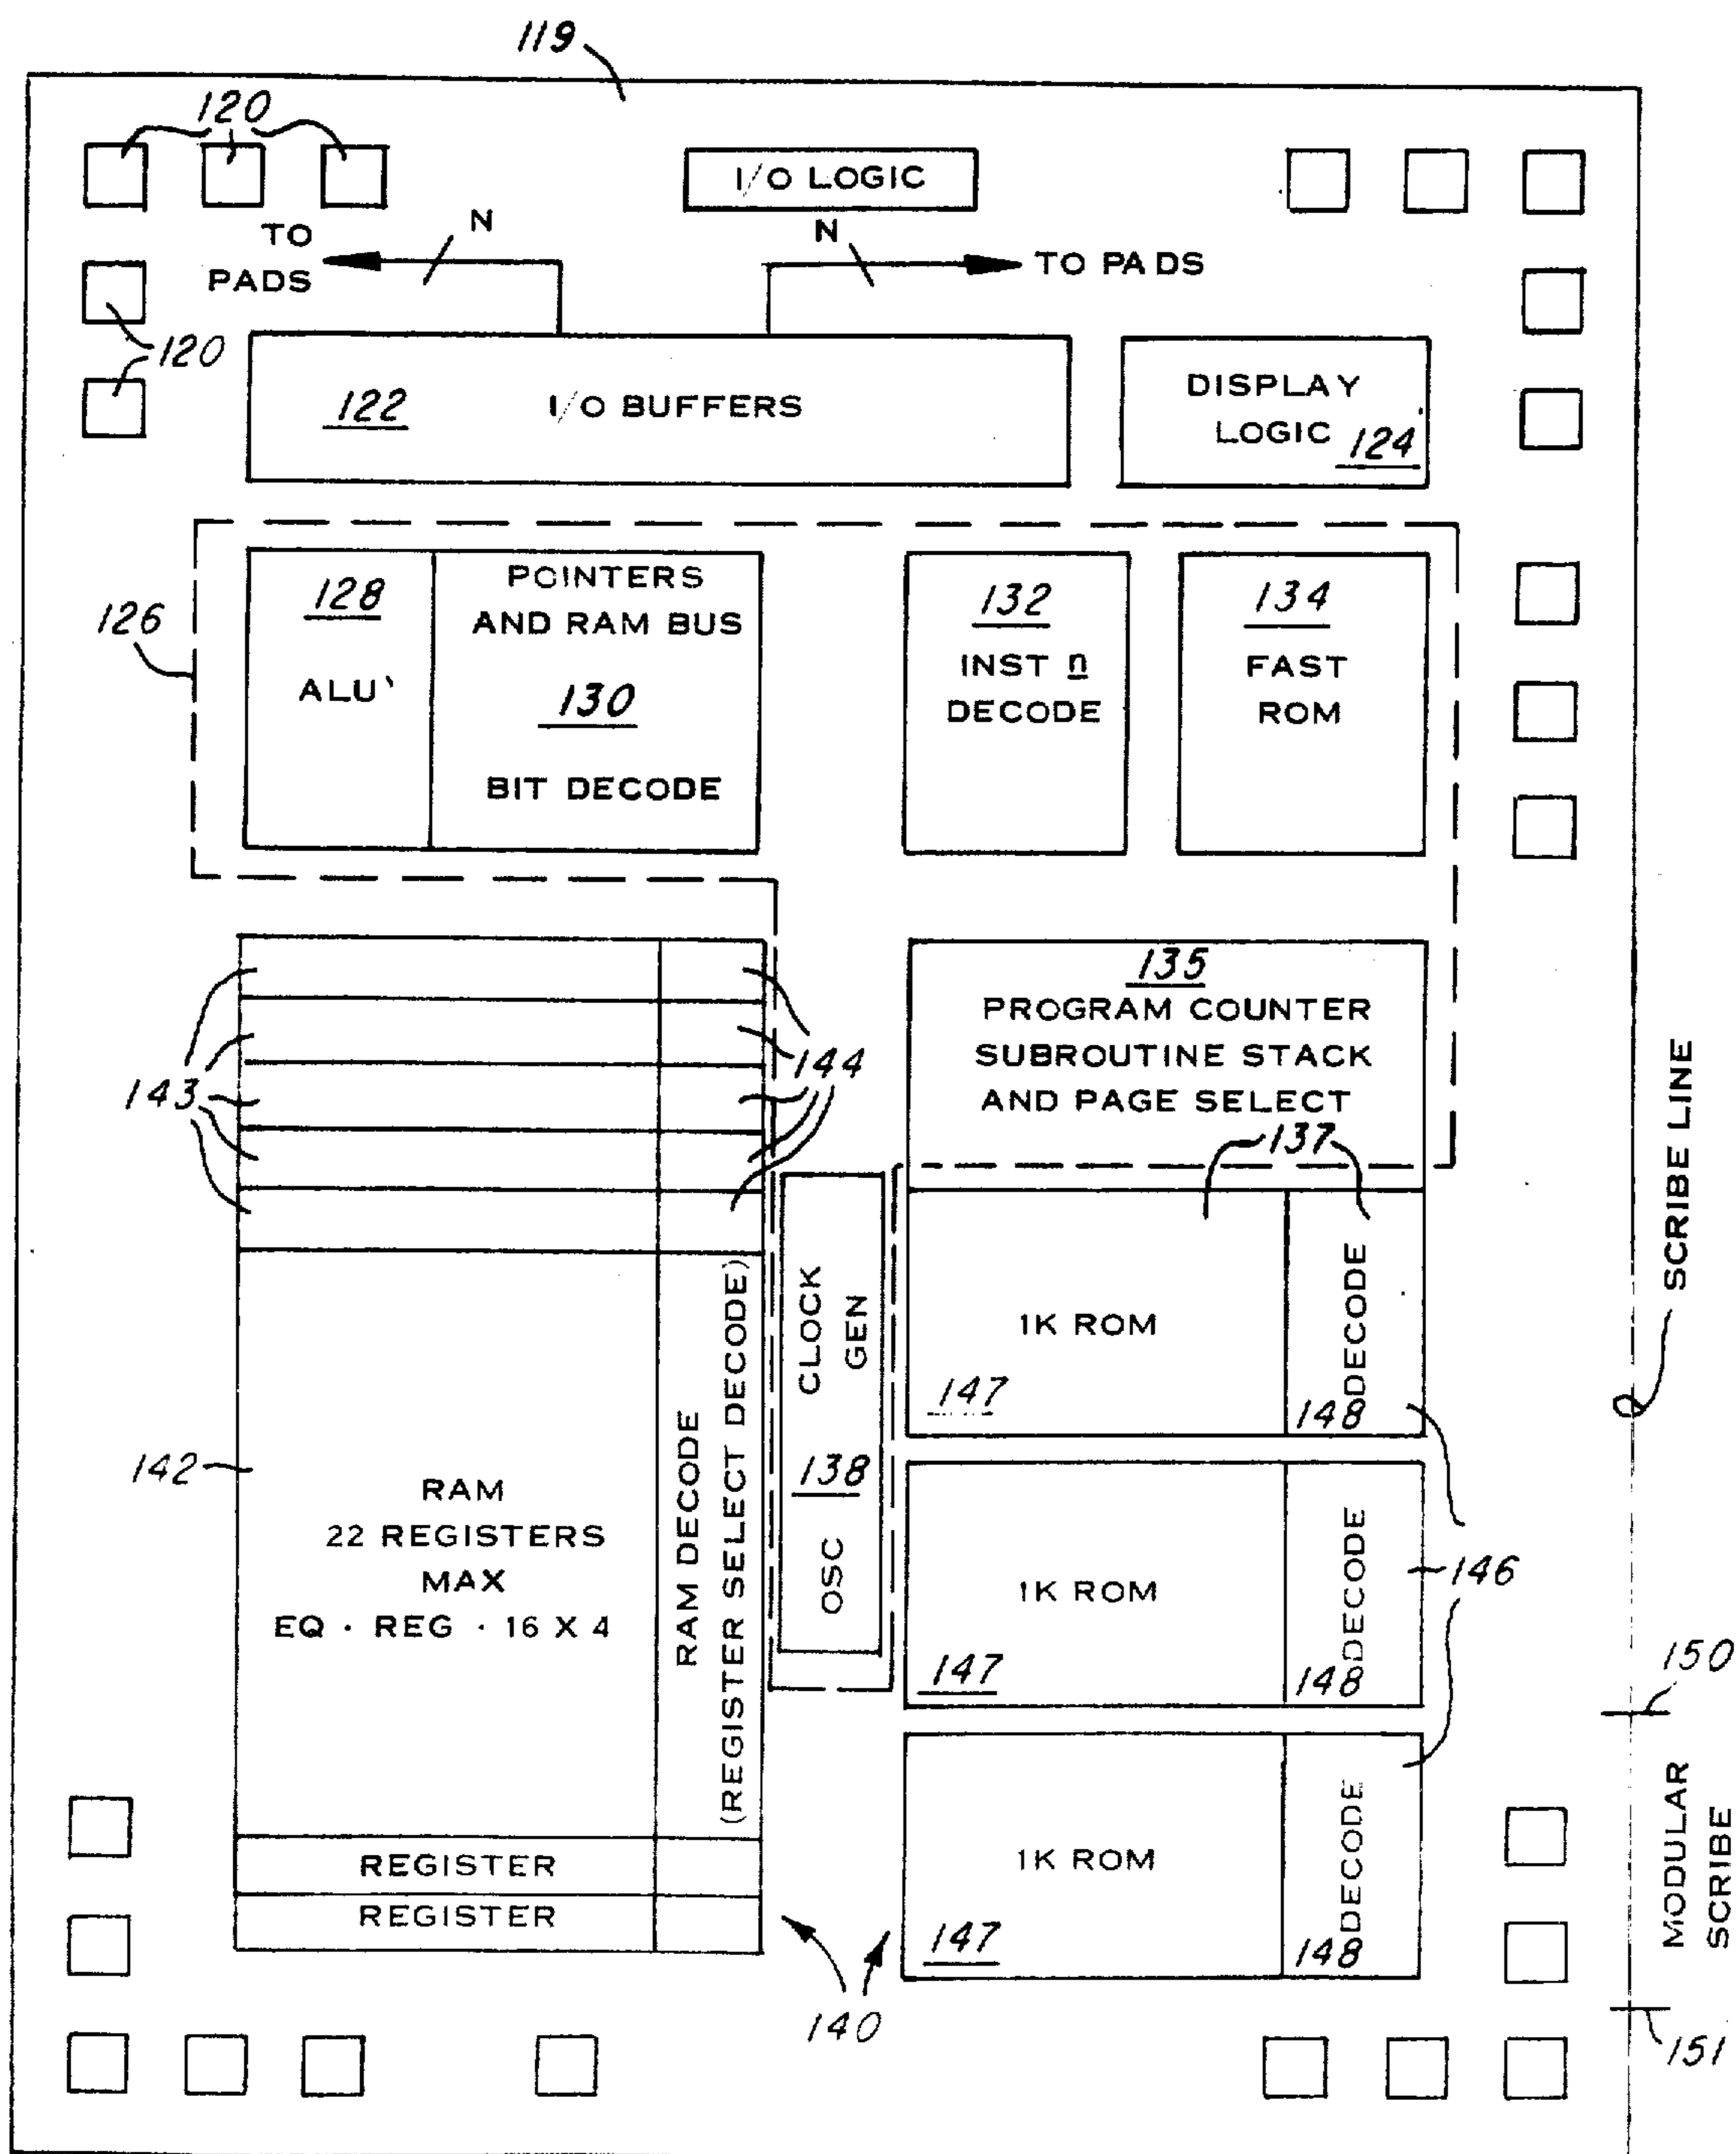 119
120
I/O LOGIC
TO
PADS
N
N
TO PADS
120
122
I/O BUFFERS
DISPLAY
LOGIC 124
126
128
ALU
POINTERS
AND RAM BUS
130
BIT DECODE
132
INST n
DECODE
134
FAST
ROM
135
PROGRAM COUNTER
SUBROUTINE STACK
AND PAGE SELECT
143
144
137
SCRIBE LINE
CLOCK
GEN
138
OSC
1K ROM
147
DECODE
148
142
RAM
22 REGISTERS
MAX
EQ · REG · 16 X 4
RAM DECODE
(REGISTER SELECT DECODE)
1K ROM
147
DECODE
148
146
150
MODULAR
SCRIBE
1K ROM
147
DECODE
148
REGISTER
REGISTER
140
151